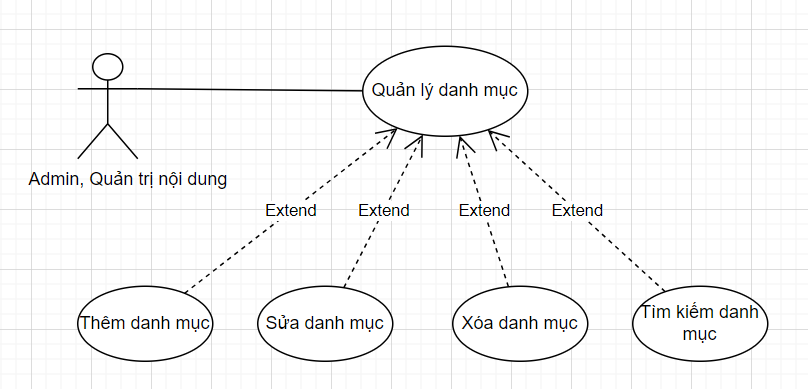 Quản lý danh mục
Admin, Quản trị nội dung
Extend
Extend
Extend
Extend
Thêm danh mục
Sửa danh mục
Xóa danh mục
Tìm kiếm danh
mục